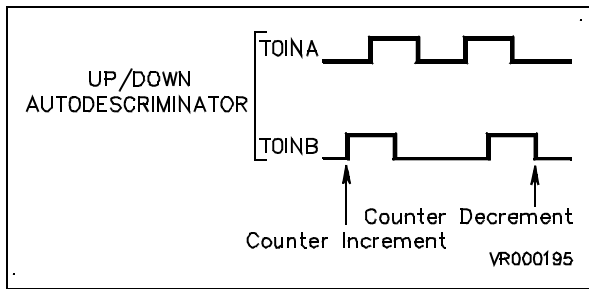 TOINA
UP/DOWN
AUTODESCRIMINATOR
TOINB
Counter Decrement
Counter Increment
VR000195